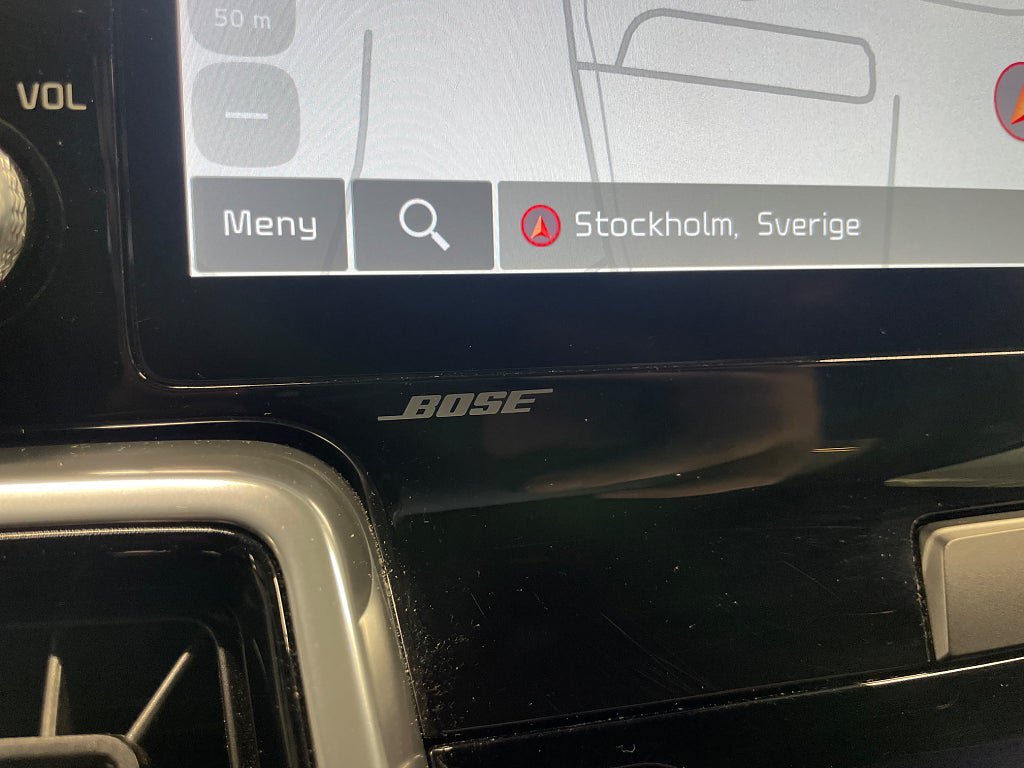 50 m
VOL
Meny
Stockholm, Sverige
BOSE